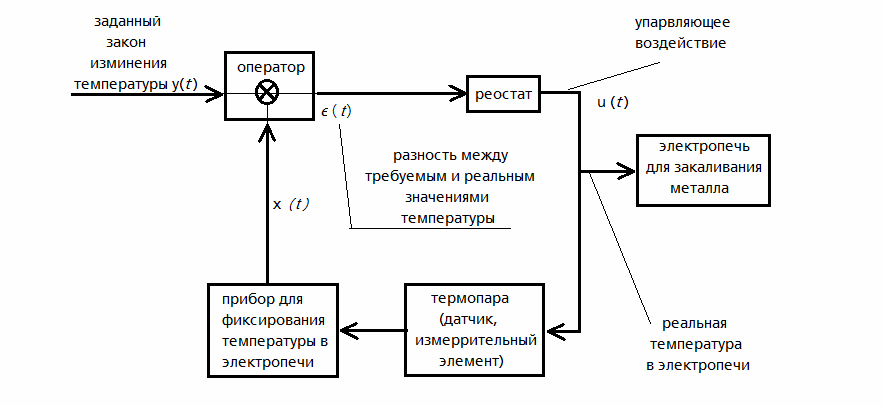 заданный
закон
изминения
температуры y(t)
оператор
ϵ(t)
реостат
упарвляющее
воздействие
u (t)
электропечь
для закаливания
металла
разность между
требуемым и реальным
значениями
температуры
x (t)
прибор для
фиксирования
температуры в
электропечи
термопара
(датчик,
измеррительный
элемент)
реальная
температура
в электропечи